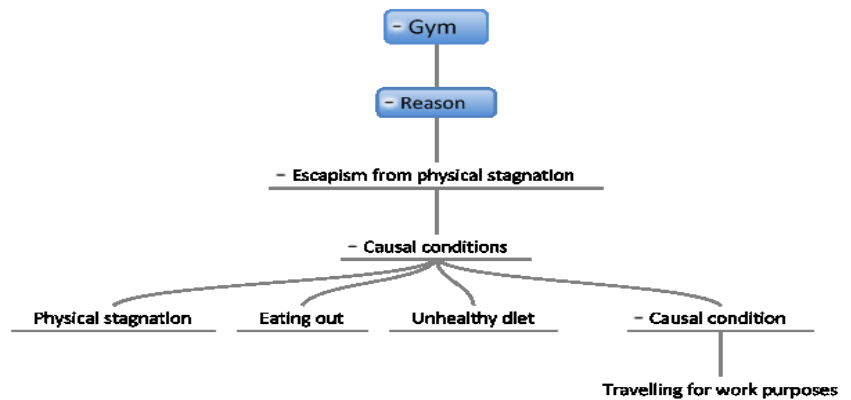 – Gym
– Reason
– Escapism from physical stagnation
– Causal conditions
Physical stagnation
Eating out
Unhealthy diet
– Causal condition
Travelling for work purposes